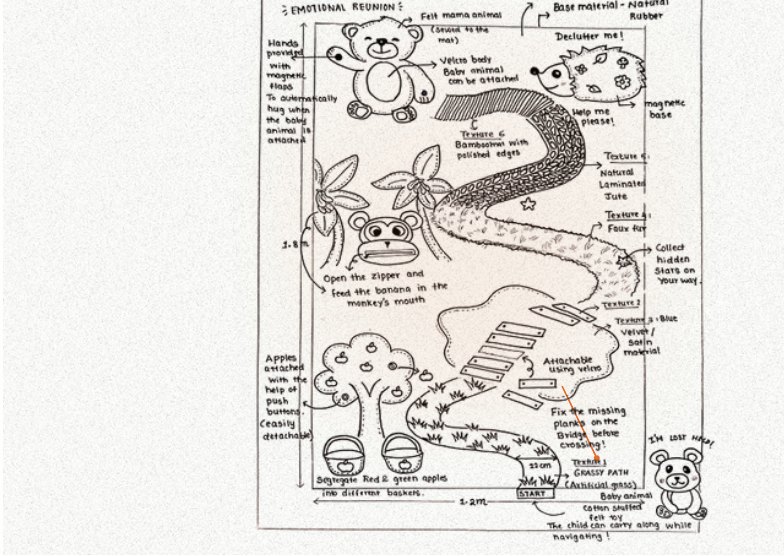 EMOTIONAL REUNION:
Felt mama animal
(sewed to the
mat)
Base material - Natural
Rubber
Declutter me!
Hands
provided
with
magnetic
flaps
To automatically
hug when
the baby
animal is
attached
Velcro body
Baby animal
can be attached
magnetic
base
Help me
please!
Texture 6
Bamboomat with
polished edges
Texture 5:
Natural
Laminated
Jute
Texture 4:
Faux fur
1.8m
Collect
hidden
stars on
your way.
Open the zipper and
feed the banana in the
monkey's mouth
Texture 2
Texture 3: Blue
Velvet/
Satin
material
Attachable
using velcro
Apples
attached
with the
help of
push
buttons.
(easily
detachable)
Fix the missing
planks on the
Bridge before
crossing!
I'M LOST HELP!
22cm
Texture 1
GRASSY PATH
(Artificial grass)
Segregate Red & green apples
into different baskets.
START
1.2m
Baby animal
Cotton stuffed
felt toy
The child can carry along while
navigating!